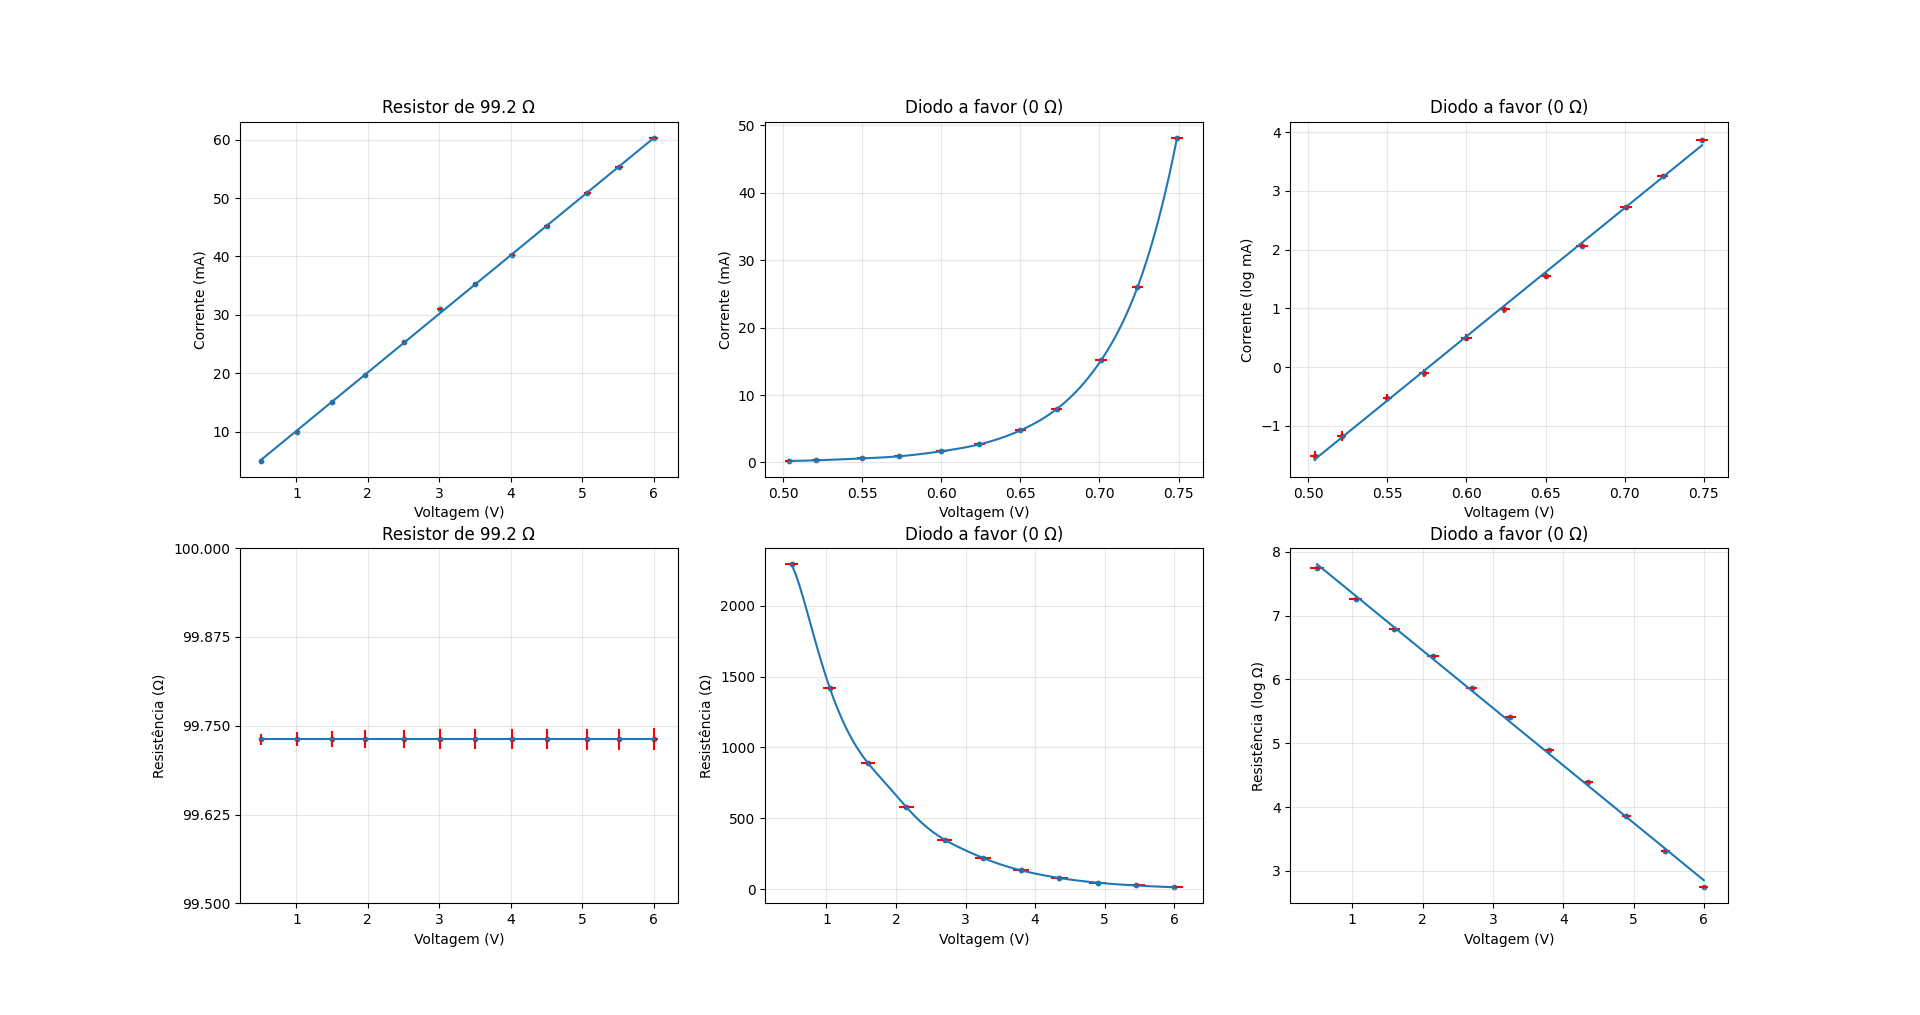 Resistor de 99.2 Ω
Corrente (mA)
60
50
40
30
20
10
1 2 3 4 5 6
Voltagem (V)
Diodo a favor (0 Ω)
Corrente (mA)
50
40
30
20
10
0
0.50 0.55 0.60 0.65 0.70 0.75
Voltagem (V)
Diodo a favor (0 Ω)
Corrente (log mA)
4
3
2
1
0
−1
0.50 0.55 0.60 0.65 0.70 0.75
Voltagem (V)
Resistor de 99.2 Ω
Resistência (Ω)
100.000
99.875
99.750
99.625
99.500
1 2 3 4 5 6
Voltagem (V)
Diodo a favor (0 Ω)
Resistência (Ω)
2000
1500
1000
500
0
1 2 3 4 5 6
Voltagem (V)
Diodo a favor (0 Ω)
Resistência (log Ω)
8
7
6
5
4
3
1 2 3 4 5 6
Voltagem (V)